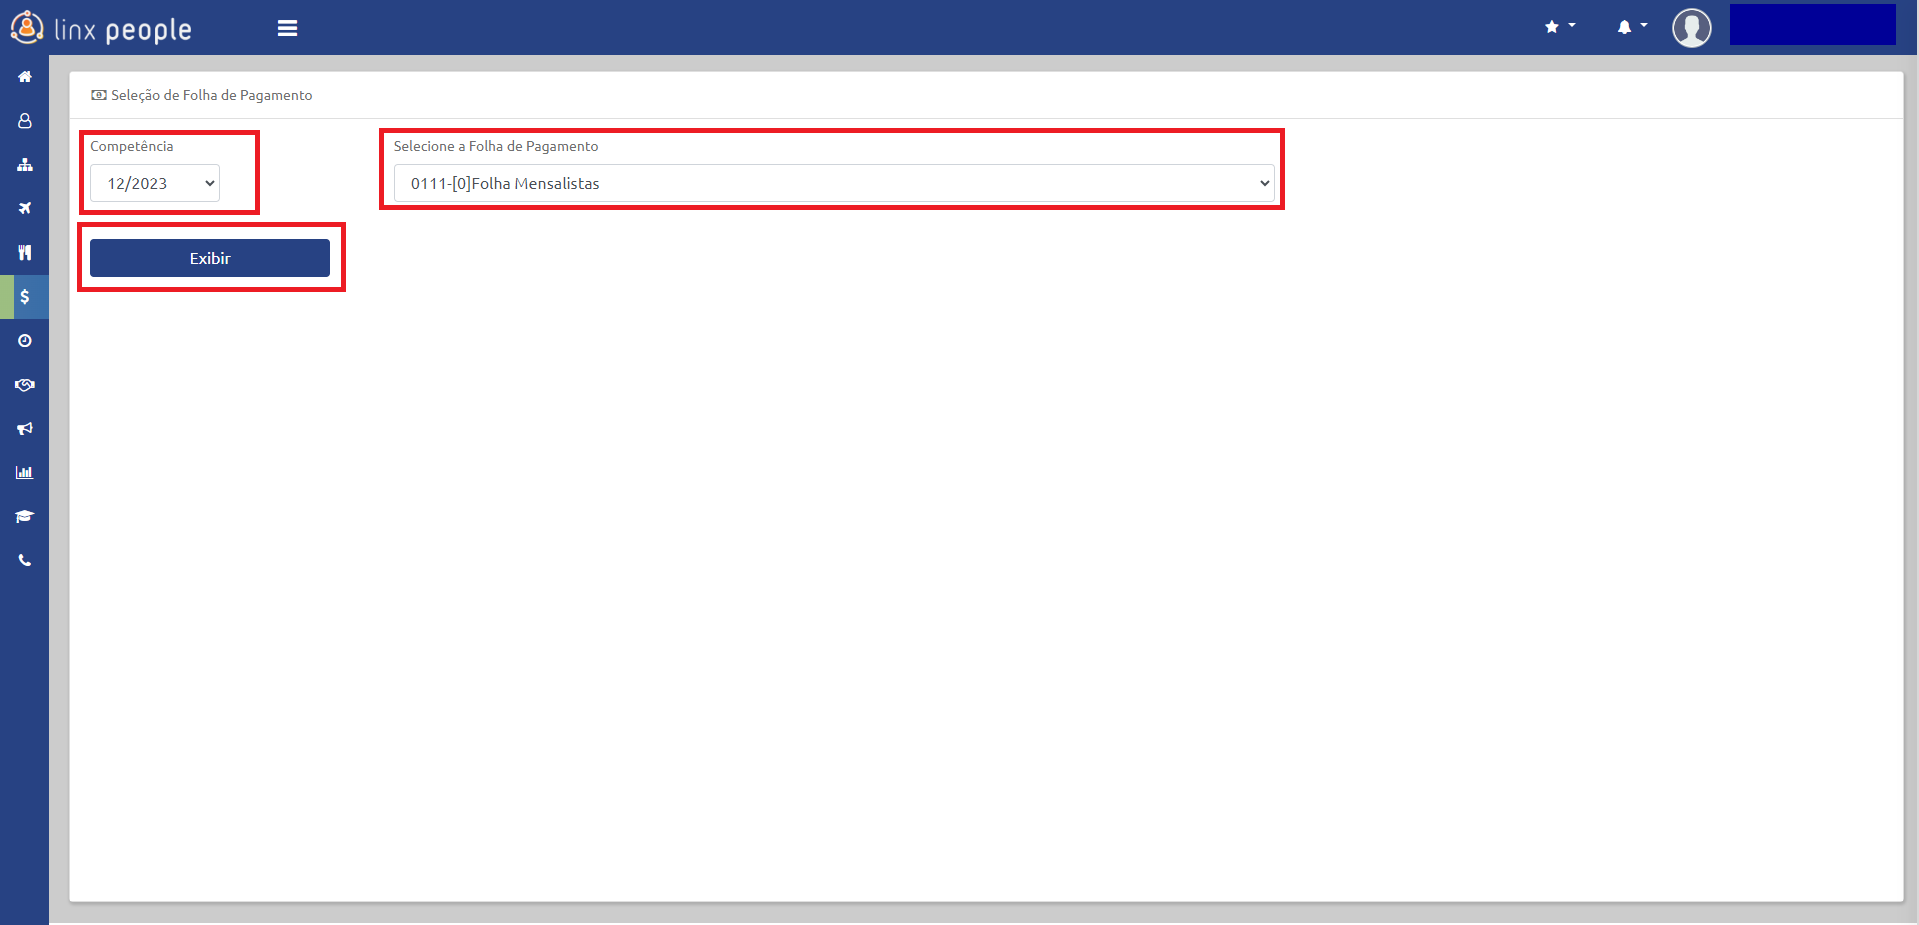 linx people
Seleção de Folha de Pagamento
Competência
12/2023
Selecione a Folha de Pagamento
0111-[0]Folha Mensalistas
Exibir